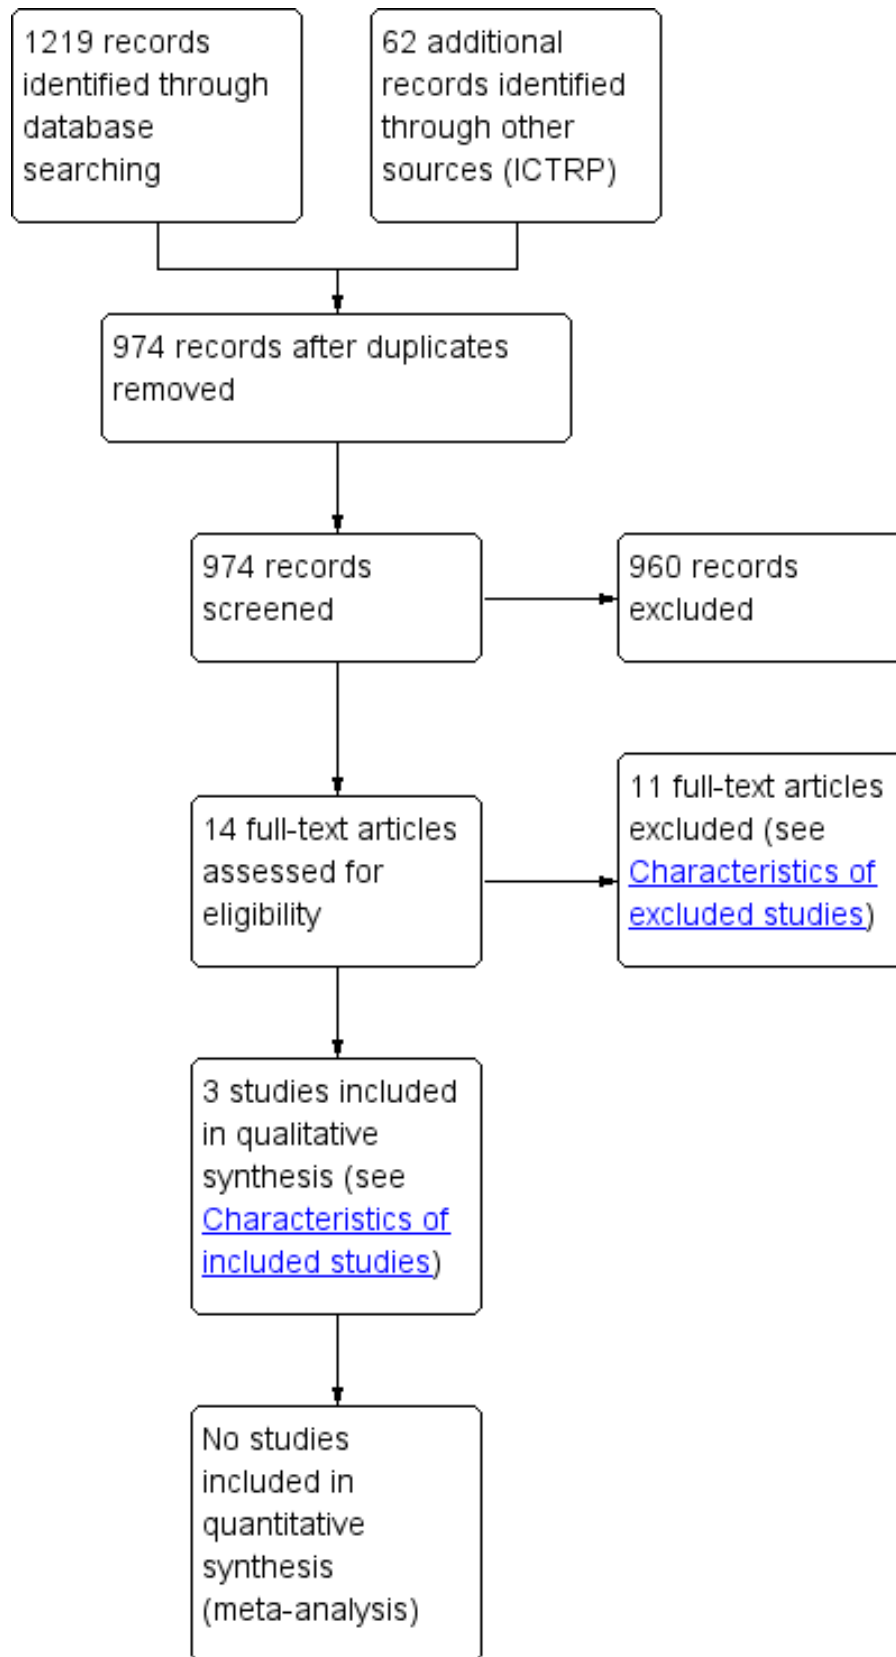 1219 records
identified through
database
searching
62 additional
records identified
through other
sources (ICTRP)
974 records after duplicates
removed
974 records
screened
960 records
excluded
14 full-text articles
assessed for
eligibility
11 full-text articles
excluded (see
Characteristics of
excluded studies)
3 studies included
in qualitative
synthesis (see
Characteristics of
included studies)
No studies
included in
quantitative
synthesis
(meta-analysis)